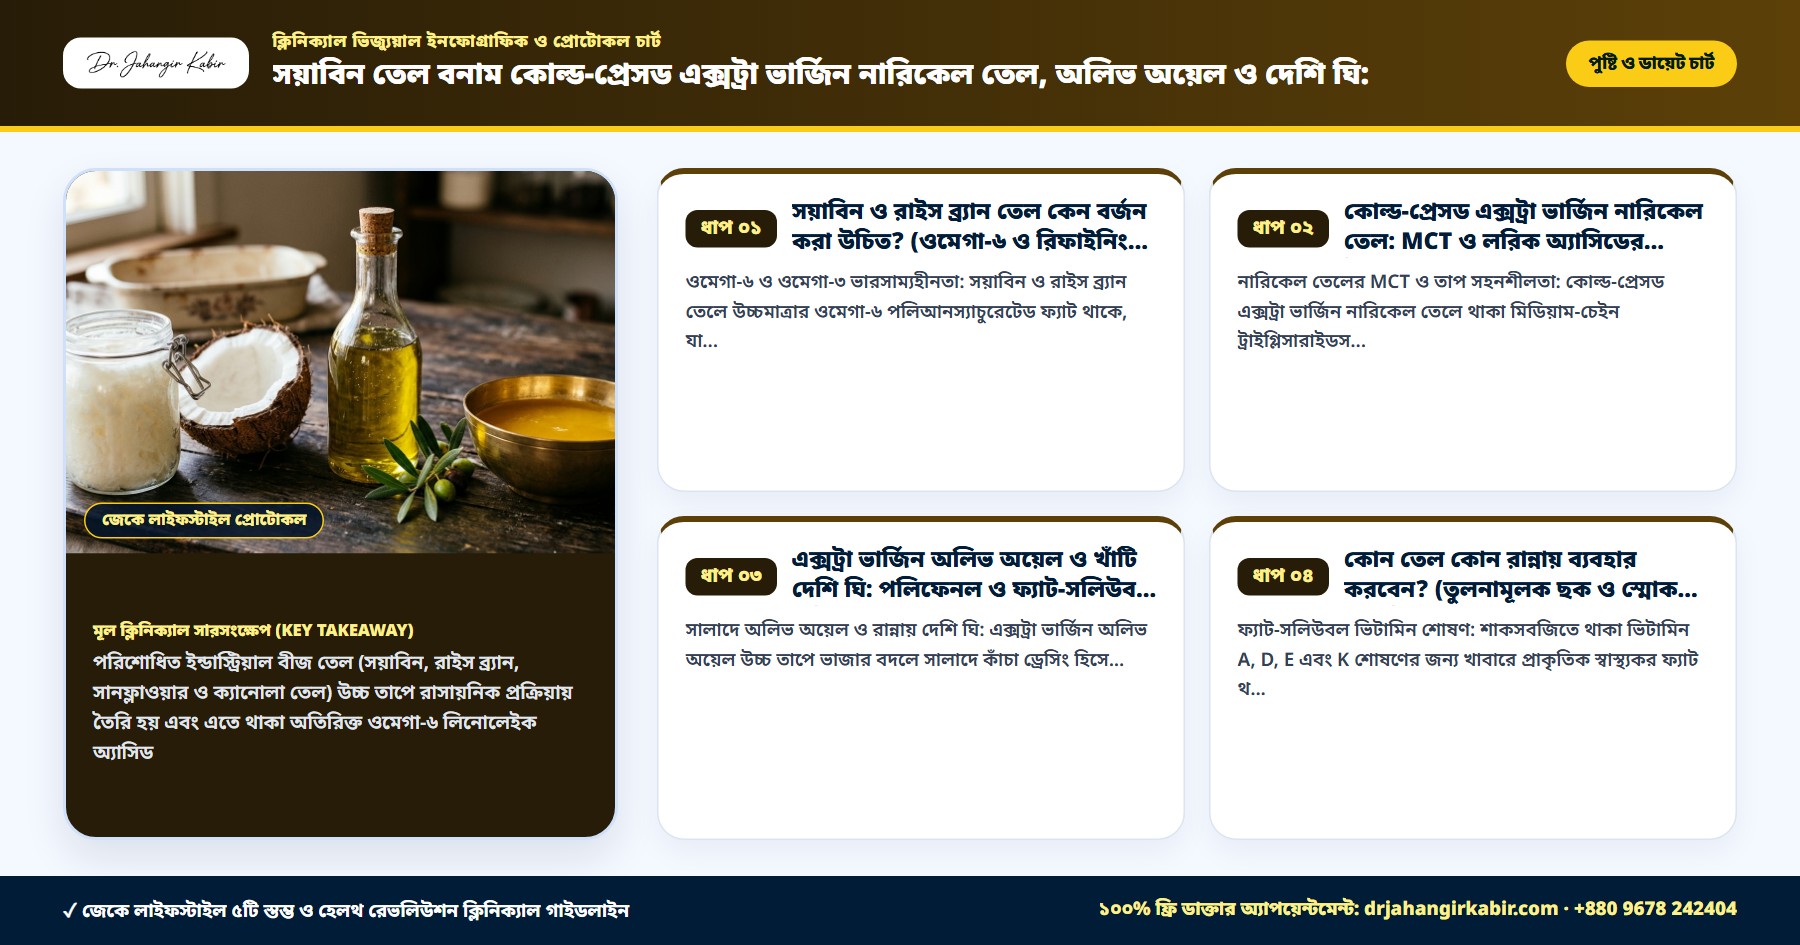 Dr. Jahangir Kabir
ক্লিনিক্যাল ভিজ্যুয়াল ইনফোগ্রাফিক ও প্রোটোকল চার্ট
সয়াবিন তেল বনাম কোল্ড-প্রেসড এক্সট্রা ভার্জিন নারিকেল তেল, অলিভ অয়েল ও দেশি ঘি:
পুষ্টি ও ডায়েট চার্ট
জেকে লাইফস্টাইল প্রোটোকল
মূল ক্লিনিক্যাল সারসংক্ষেপ (KEY TAKEAWAY)
পরিশোধিত ইন্ডাস্ট্রিয়াল বীজ তেল (সয়াবিন, রাইস ব্র্যান,
সানফ্লাওয়ার ও ক্যানোলা তেল) উচ্চ তাপে রাসায়নিক প্রক্রিয়ায়
তৈরি হয় এবং এতে থাকা অতিরিক্ত ওমেগা-৬ লিনোলেইক
অ্যাসিড
ধাপ ০১
সয়াবিন ও রাইস ব্র্যান তেল কেন বর্জন
করা উচিত? (ওমেগা-৬ ও রিফাইনিং...
ওমেগা-৬ ও ওমেগা-৩ ভারসাম্যহীনতা: সয়াবিন ও রাইস ব্র্যান
তেলে উচ্চমাত্রার ওমেগা-৬ পলিআনস্যাচুরেটেড ফ্যাট থাকে,
যা...
ধাপ ০২
কোল্ড-প্রেসড এক্সট্রা ভার্জিন নারিকেল
তেল: MCT ও লরিক অ্যাসিডের...
নারিকেল তেলের MCT ও তাপ সহনশীলতা: কোল্ড-প্রেসড
এক্সট্রা ভার্জিন নারিকেল তেলে থাকা মিডিয়াম-চেইন
ট্রাইগ্লিসারাইডস...
ধাপ ০৩
এক্সট্রা ভার্জিন অলিভ অয়েল ও খাঁটি
দেশি ঘি: পলিফেনল ও ফ্যাট-সলিউব...
সালাদে অলিভ অয়েল ও রান্নায় দেশি ঘি: এক্সট্রা ভার্জিন অলিভ
অয়েল উচ্চ তাপে ভাজার বদলে সালাদে কাঁচা ড্রেসিং হিসে...
ধাপ ০৪
কোন তেল কোন রান্নায় ব্যবহার
করবেন? (তুলনামূলক ছক ও স্মোক...
ফ্যাট-সলিউবল ভিটামিন শোষণ: শাকসবজিতে থাকা ভিটামিন
A, D, E এবং K শোষণের জন্য খাবারে প্রাকৃতিক স্বাস্থ্যকর ফ্যাট
থ...
✓ জেকে লাইফস্টাইল ৫টি স্তম্ভ ও হেলথ রেভলিউশন ক্লিনিক্যাল গাইডলাইন
১০০% ফ্রি ডাক্তার অ্যাপয়েন্টমেন্ট: drjahangirkabir.com · +880 9678 242404